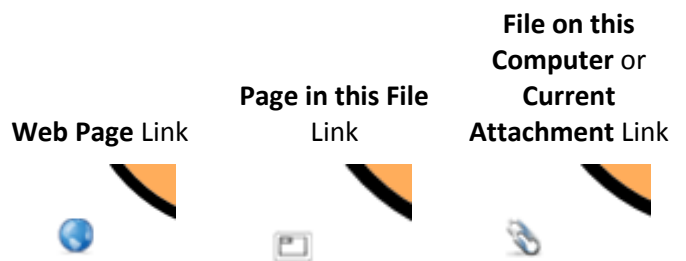 Web Page Link
Page in this File
Link
File on this
Computer or
Current
Attachment Link